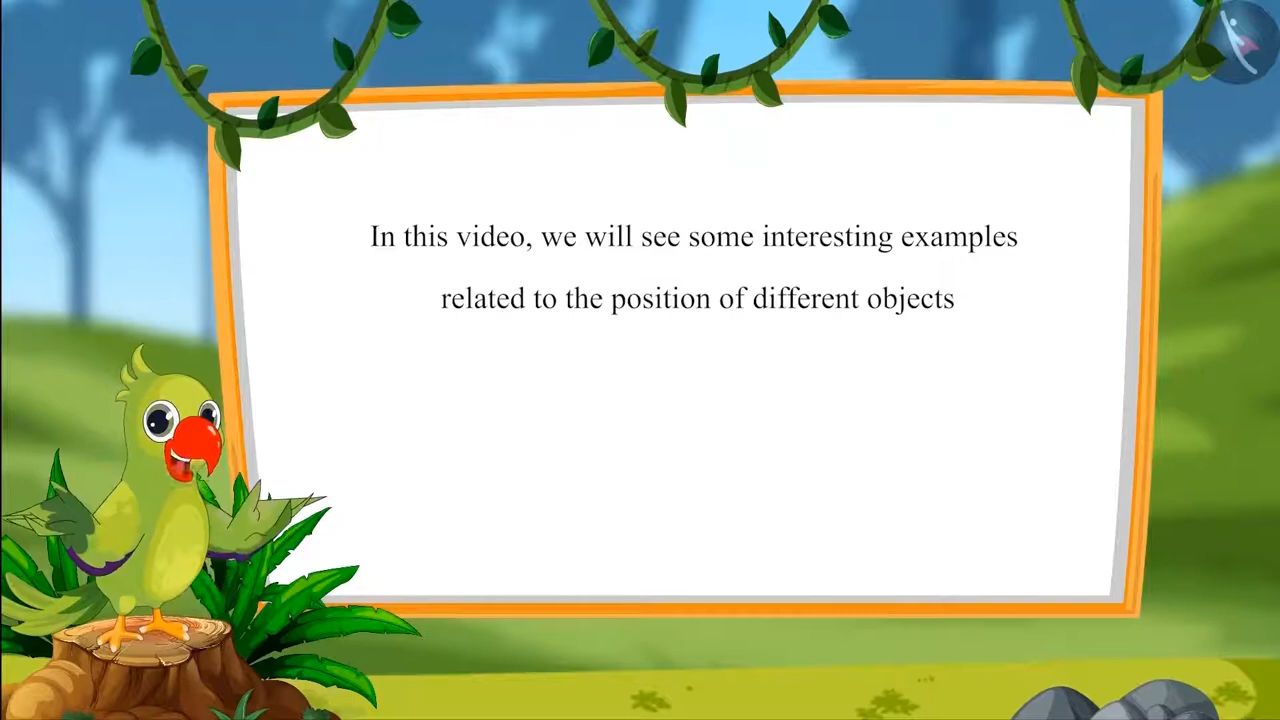 In this video, we will see some interesting examples
related to the position of different objects